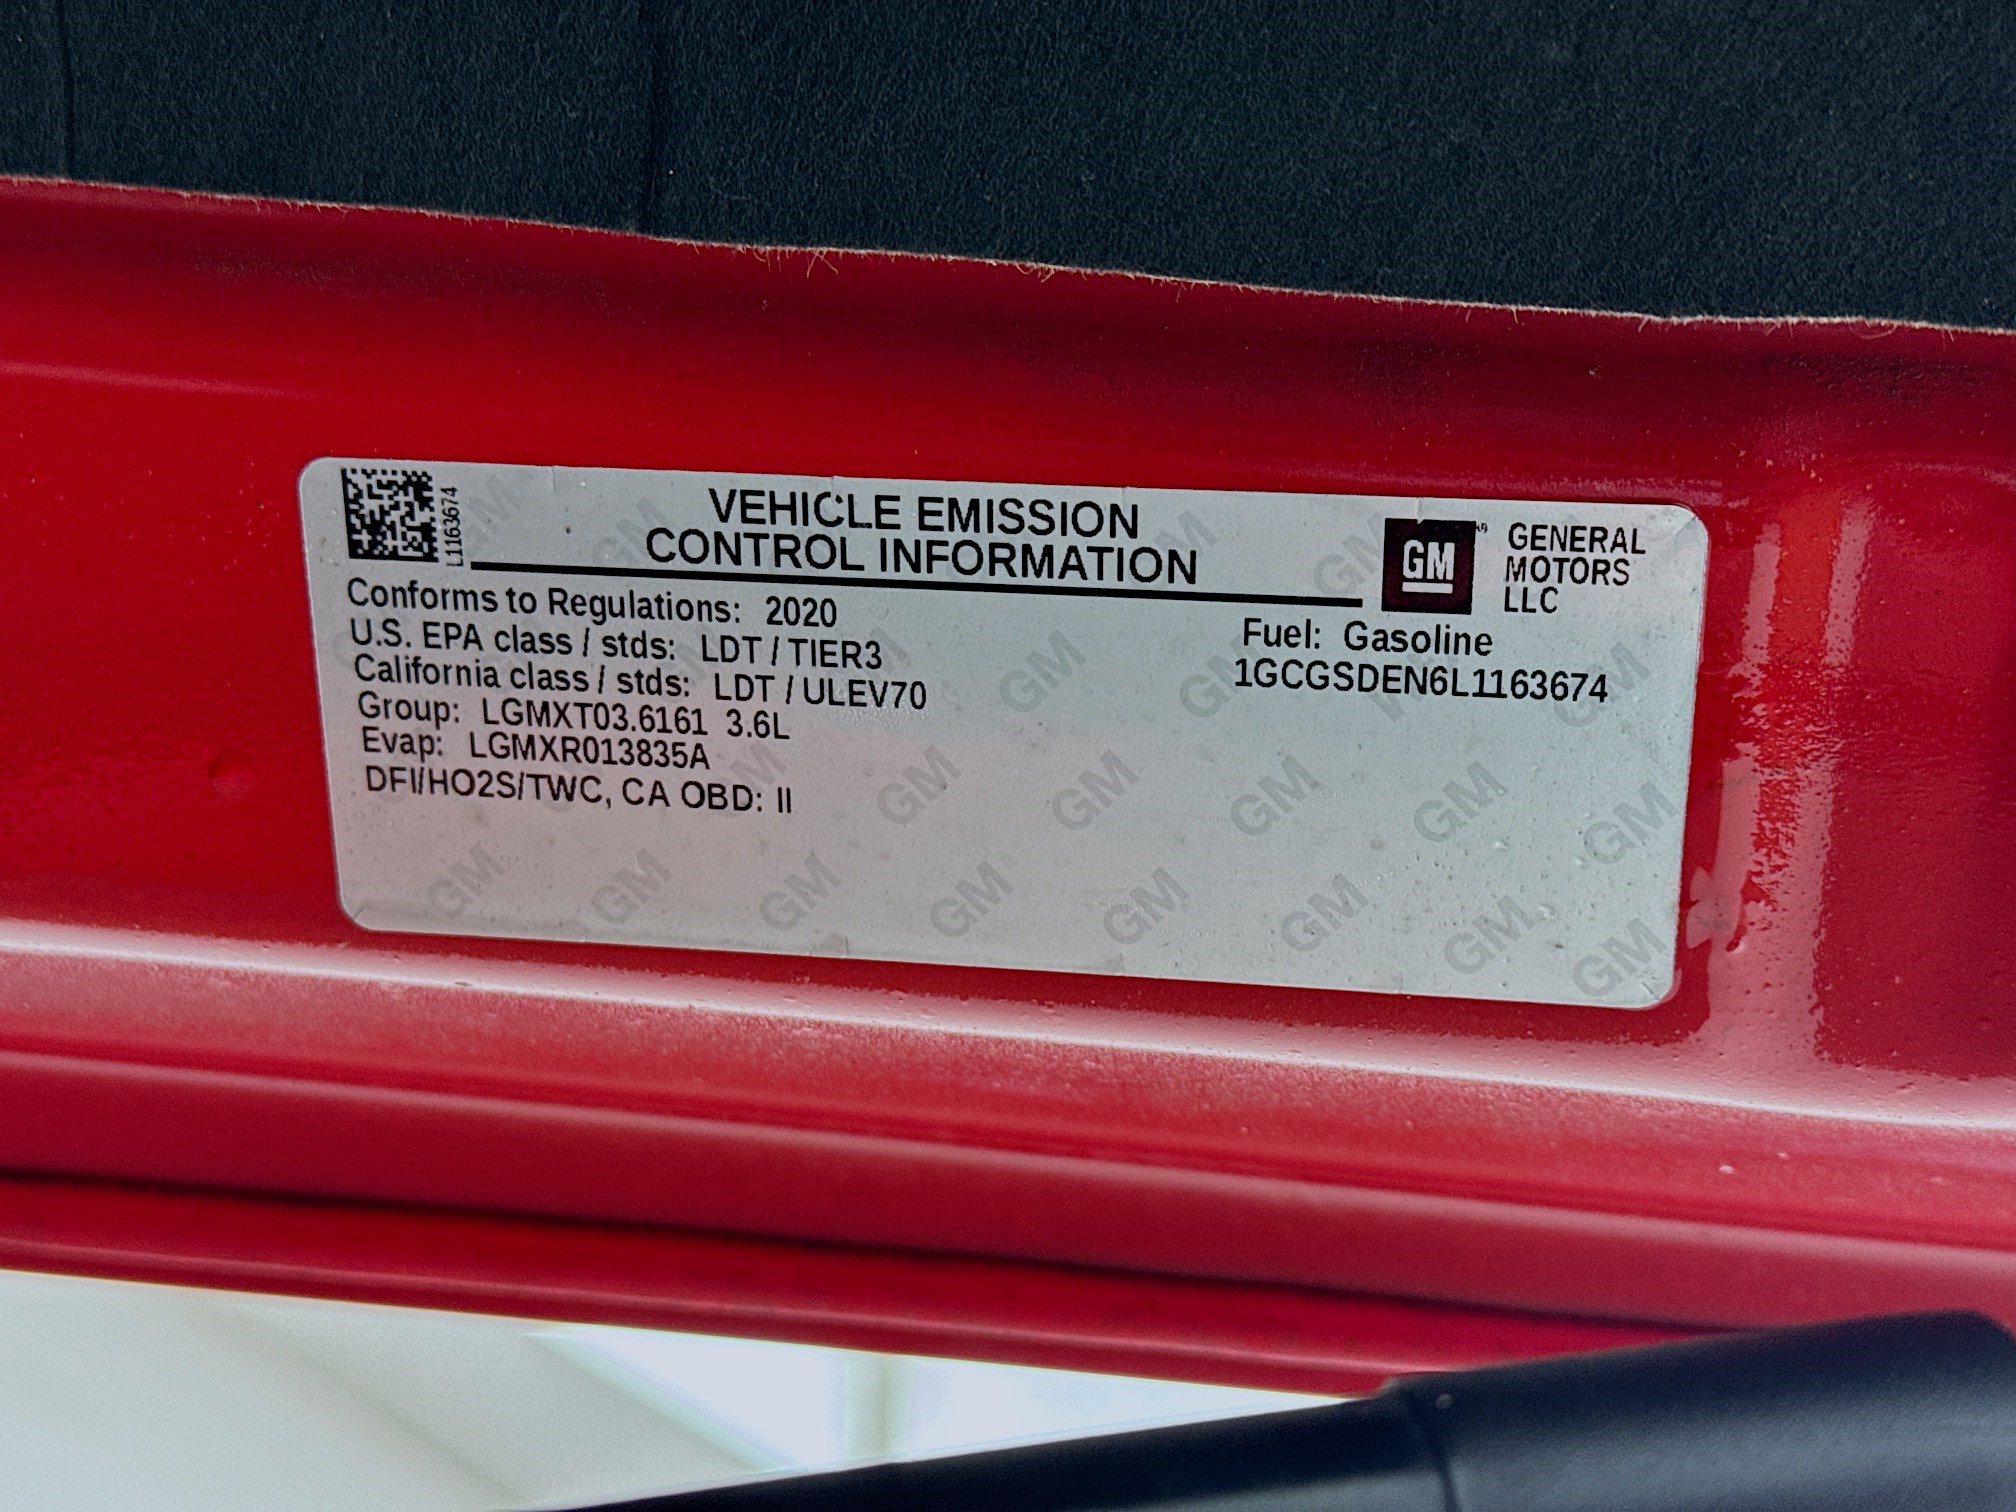 L1163674
VEHICLE EMISSION
CONTROL INFORMATION
GM
GENERAL
MOTORS
LLC
Conforms to Regulations: 2020
U.S. EPA class / stds: LDT / TIER3
California class / stds: LDT / ULEV70
Group: LGMXT03.6161 3.6L
Evap: LGMXR013835A
DFI/HO2S/TWC, CA OBD: II
Fuel: Gasoline
1GCGSDEN6L1163674